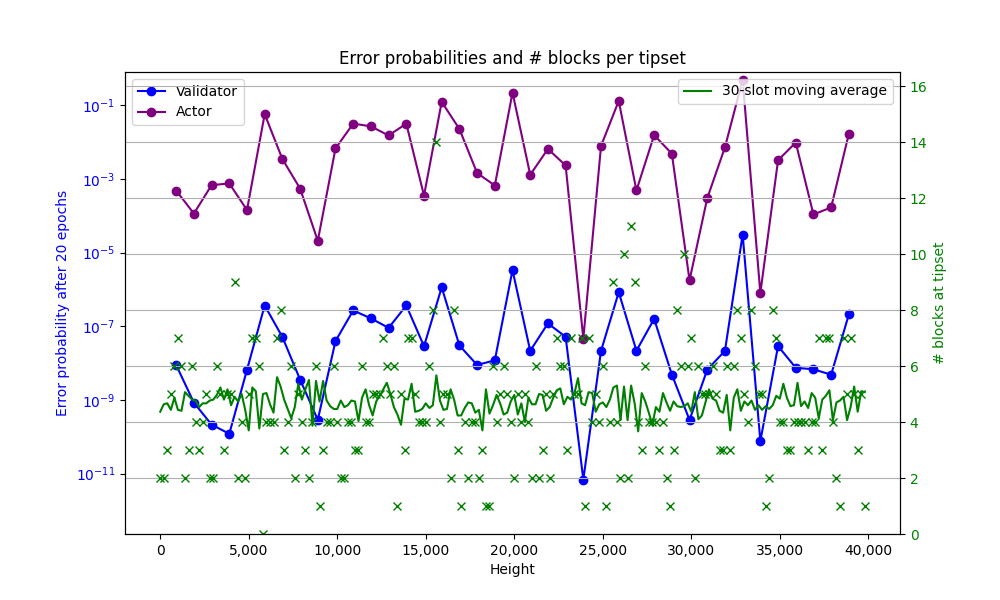 Error probabilities and # blocks per tipset
Validator
Actor
30-slot moving average
Error probability after 20 epochs
10⁻¹
10⁻³
10⁻⁵
10⁻⁷
10⁻⁹
10⁻¹¹
16
14
12
10
8
6
4
2
0
# blocks at tipset
0 5,000 10,000 15,000 20,000 25,000 30,000 35,000 40,000
Height